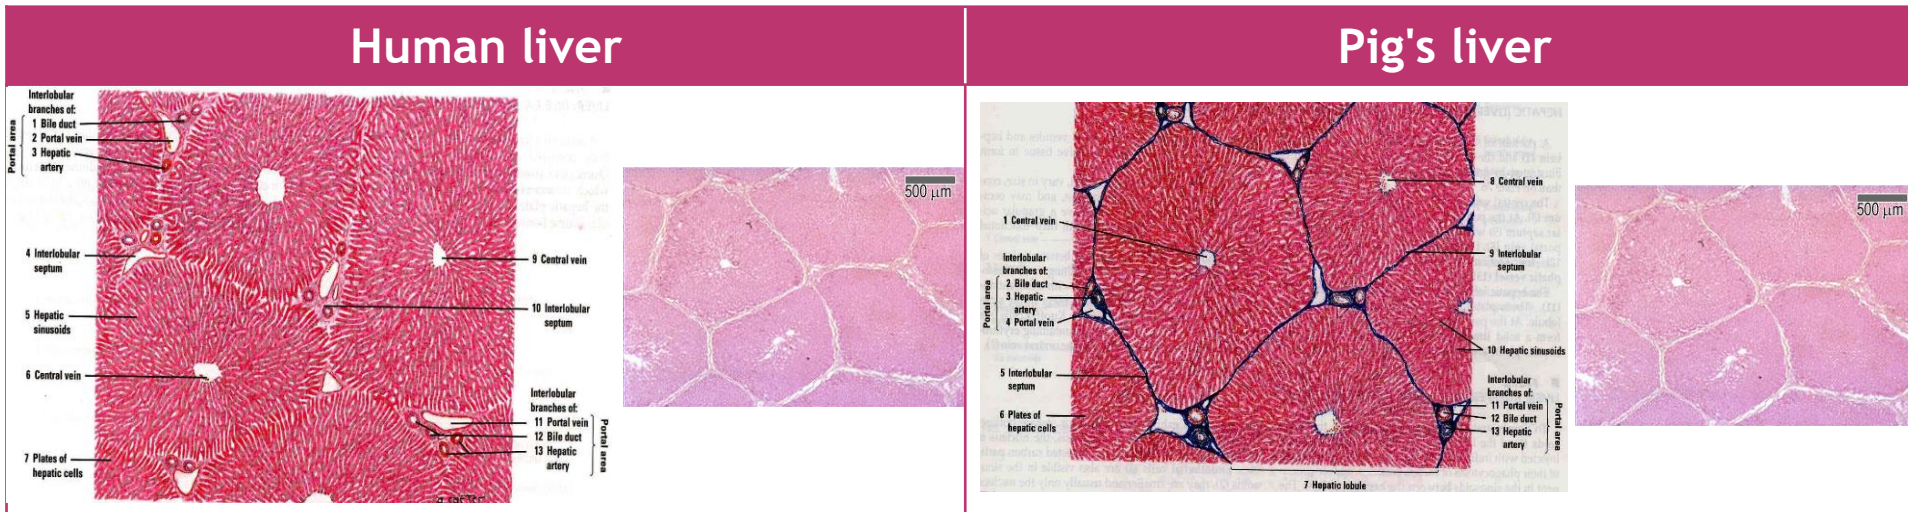 Human liver
Interlobular
branches of:
1 Bile duct
2 Portal vein
3 Hepatic
artery
Portal area
4 Interlobular
septum
5 Hepatic
sinusoids
6 Central vein
7 Plates of
hepatic cells
9 Central vein
10 Interlobular
septum
Interlobular
branches of:
11 Portal vein
12 Bile duct
13 Hepatic
artery
Portal area
500 µm
Pig's liver
1 Central vein
Interlobular
branches of:
2 Bile duct
3 Hepatic
artery
4 Portal vein
Portal area
5 Interlobular
septum
6 Plates of
hepatic cells
7 Hepatic lobule
8 Central vein
9 Interlobular
septum
10 Hepatic sinusoids
Interlobular
branches of:
11 Portal vein
12 Bile duct
13 Hepatic
artery
Portal area
500 µm